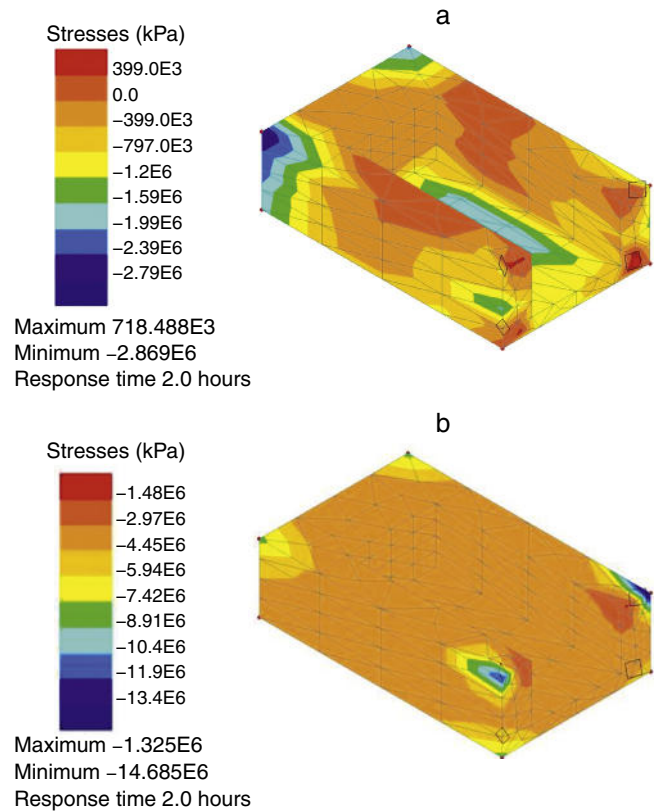 a
Stresses (kPa)
399.0E3
0.0
−399.0E3
−797.0E3
−1.2E6
−1.59E6
−1.99E6
−2.39E6
−2.79E6
Maximum 718.488E3
Minimum −2.869E6
Response time 2.0 hours
b
Stresses (kPa)
−1.48E6
−2.97E6
−4.45E6
−5.94E6
−7.42E6
−8.91E6
−10.4E6
−11.9E6
−13.4E6
Maximum −1.325E6
Minimum −14.685E6
Response time 2.0 hours